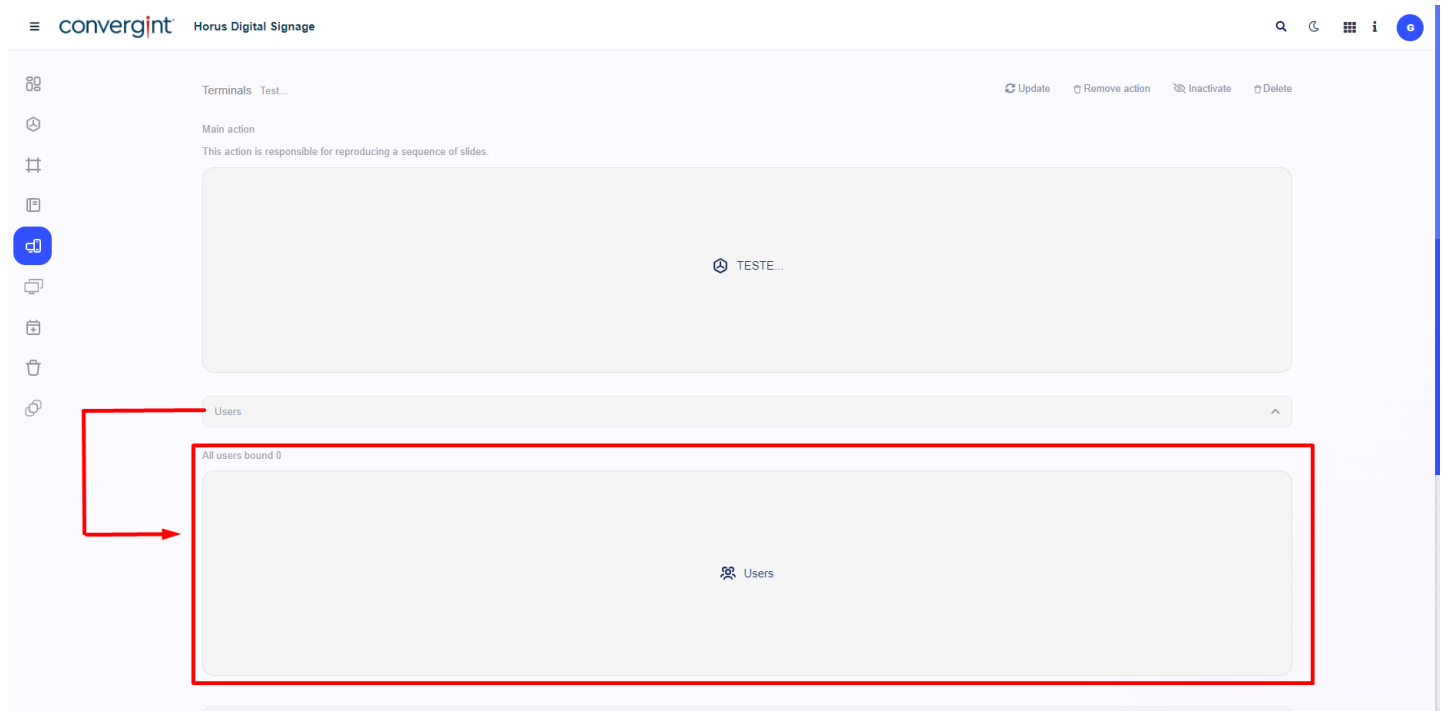 convergint Horus Digital Signage
G
Terminals Test...
Update Remove action Inactivate Delete
Main action
This action is responsible for reproducing a sequence of slides.
TESTE...
Users
All users bound 0
Users